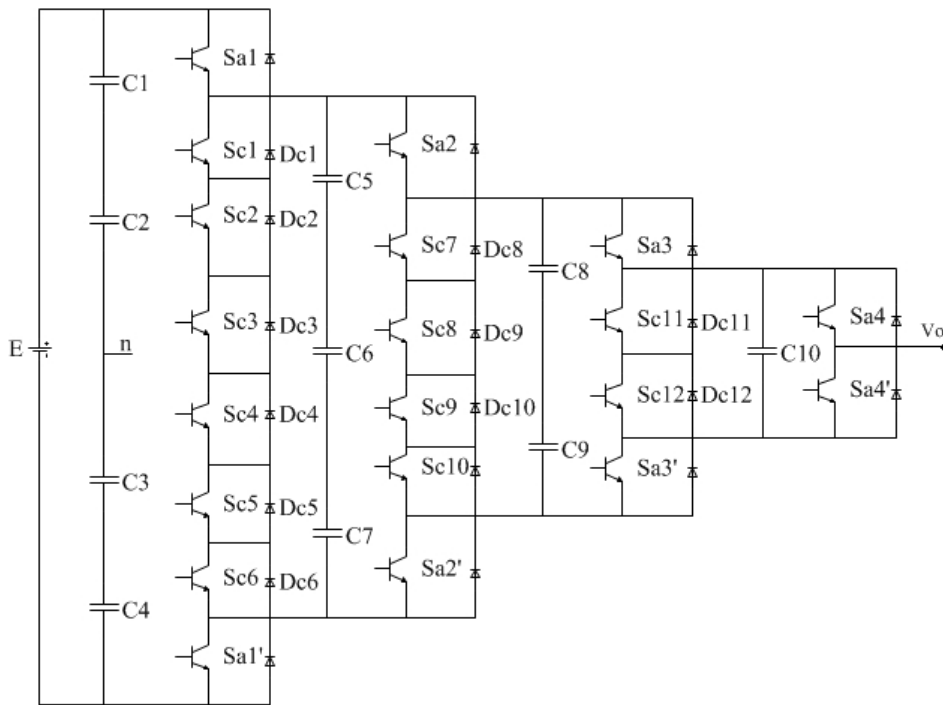 Sa1
C1
Sa2
Sc1
Dc1
C5
Sc2
Dc2
C2
Sc7
Dc8
Sa3
C8
Sc3
Dc3
Sc11
Dc11
Sa4
Sc8
Dc9
Vo
E
+
-
n
C6
C10
Sc4
Dc4
Sc9
Dc10
Sc12
Dc12
Sa4'
C9
Sc10
Sa3'
C3
Sc5
Dc5
C7
Sc6
Dc6
Sa2'
C4
Sa1'